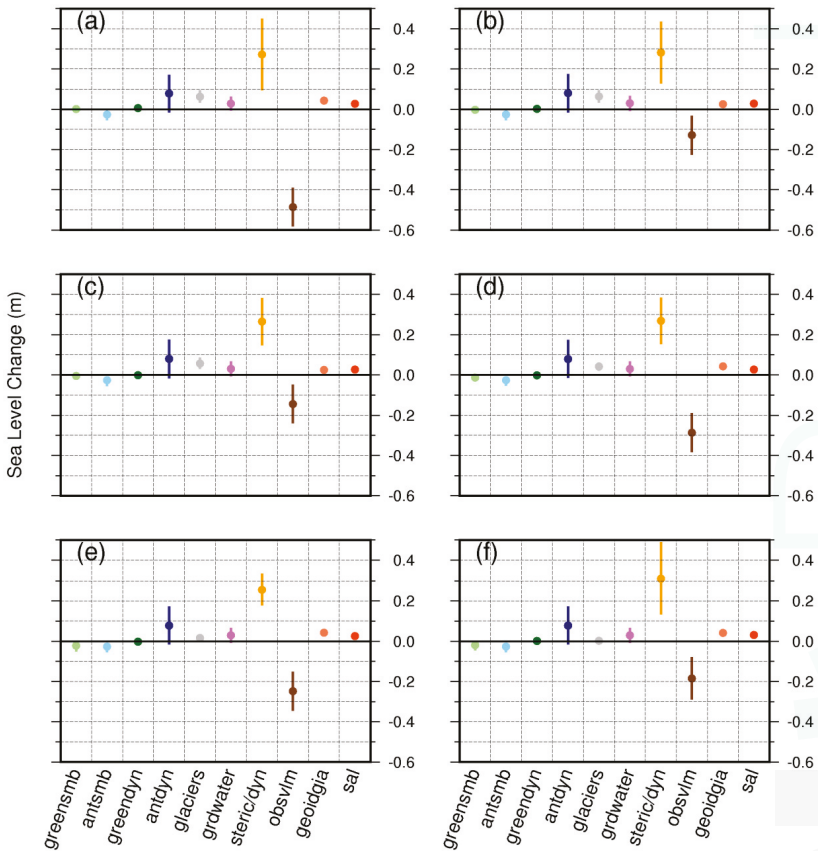 (a)
0.4
0.2
0.0
-0.2
-0.4
-0.6
(b)
0.4
0.2
0.0
-0.2
-0.4
-0.6
Sea Level Change (m)
(c)
0.4
0.2
0.0
-0.2
-0.4
-0.6
(d)
0.4
0.2
0.0
-0.2
-0.4
-0.6
(e)
0.4
0.2
0.0
-0.2
-0.4
-0.6
(f)
0.4
0.2
0.0
-0.2
-0.4
-0.6
greensmb
antsmb
greendyn
antdyn
glaciers
grdwater
steric/dyn
obsvlm
geoidgia
sal
greensmb
antsmb
greendyn
antdyn
glaciers
grdwater
steric/dyn
obsvlm
geoidgia
sal